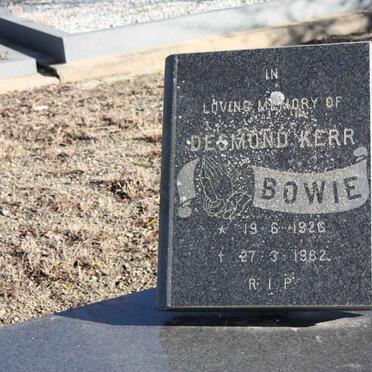 IN
LOVING MEMORY OF
DESMOND KERR
BOWIE
* 19·6·1926
† 27·3·1982
R.I.P